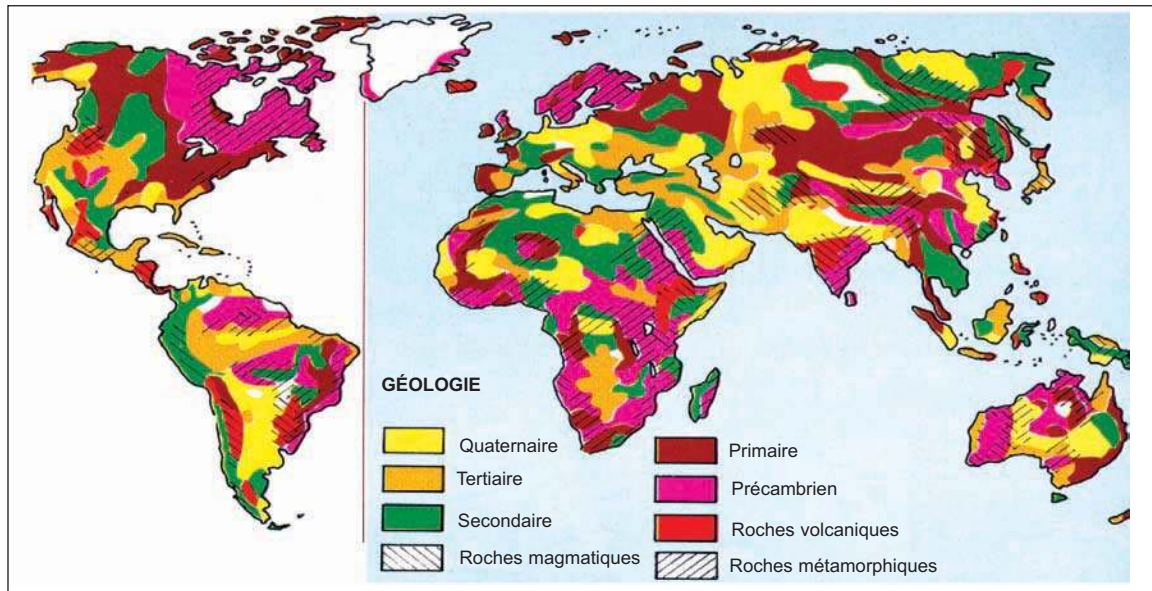 GÉOLOGIE
Quaternaire
Tertiaire
Secondaire
Roches magmatiques
Primaire
Précambrien
Roches volcaniques
Roches métamorphiques